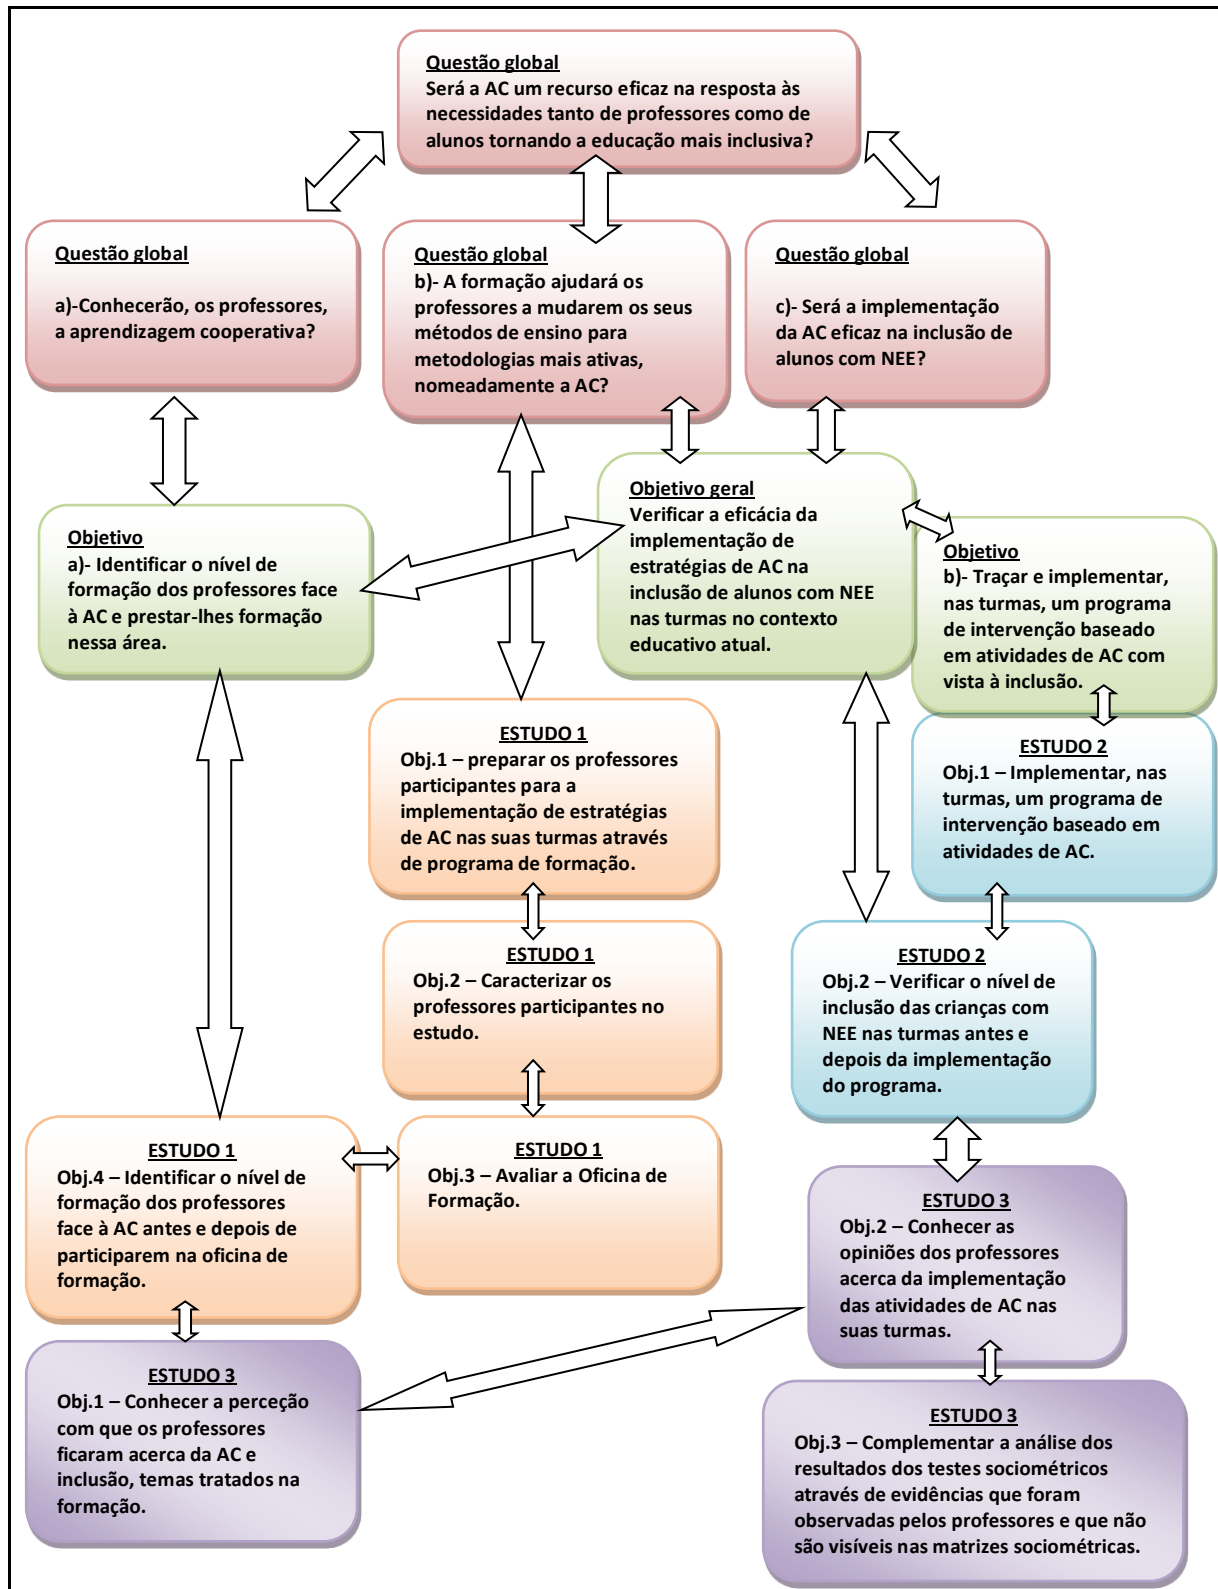 Questão global
Será a AC um recurso eficaz na resposta às
necessidades tanto de professores como de
alunos tornando a educação mais inclusiva?
Questão global
a)-Conhecerão, os professores,
a aprendizagem cooperativa?
Questão global
b)- A formação ajudará os
professores a mudarem os seus
métodos de ensino para
metodologias mais ativas,
nomeadamente a AC?
Questão global
c)- Será a implementação
da AC eficaz na inclusão de
alunos com NEE?
Objetivo
a)- Identificar o nível de
formação dos professores face
à AC e prestar-lhes formação
nessa área.
Objetivo geral
Verificar a eficácia da
implementação de
estratégias de AC na
inclusão de alunos com NEE
nas turmas no contexto
educativo atual.
Objetivo
b)- Traçar e implementar,
nas turmas, um programa
de intervenção baseado
em atividades de AC com
vista à inclusão.
ESTUDO 1
Obj.1 – preparar os professores
participantes para a
implementação de estratégias
de AC nas suas turmas através
de programa de formação.
ESTUDO 2
Obj.1 – Implementar, nas
turmas, um programa de
intervenção baseado em
atividades de AC.
ESTUDO 1
Obj.2 – Caracterizar os
professores participantes no
estudo.
ESTUDO 2
Obj.2 – Verificar o nível de
inclusão das crianças com
NEE nas turmas antes e
depois da implementação
do programa.
ESTUDO 1
Obj.4 – Identificar o nível de
formação dos professores
face à AC antes e depois de
participarem na oficina de
formação.
ESTUDO 1
Obj.3 – Avaliar a Oficina de
Formação.
ESTUDO 3
Obj.2 – Conhecer as
opiniões dos professores
acerca da implementação
das atividades de AC nas
suas turmas.
ESTUDO 3
Obj.1 – Conhecer a perceção
com que os professores
ficaram acerca da AC e
inclusão, temas tratados na
formação.
ESTUDO 3
Obj.3 – Complementar a análise dos
resultados dos testes sociométricos
através de evidências que foram
observadas pelos professores e que não
são visíveis nas matrizes sociométricas.